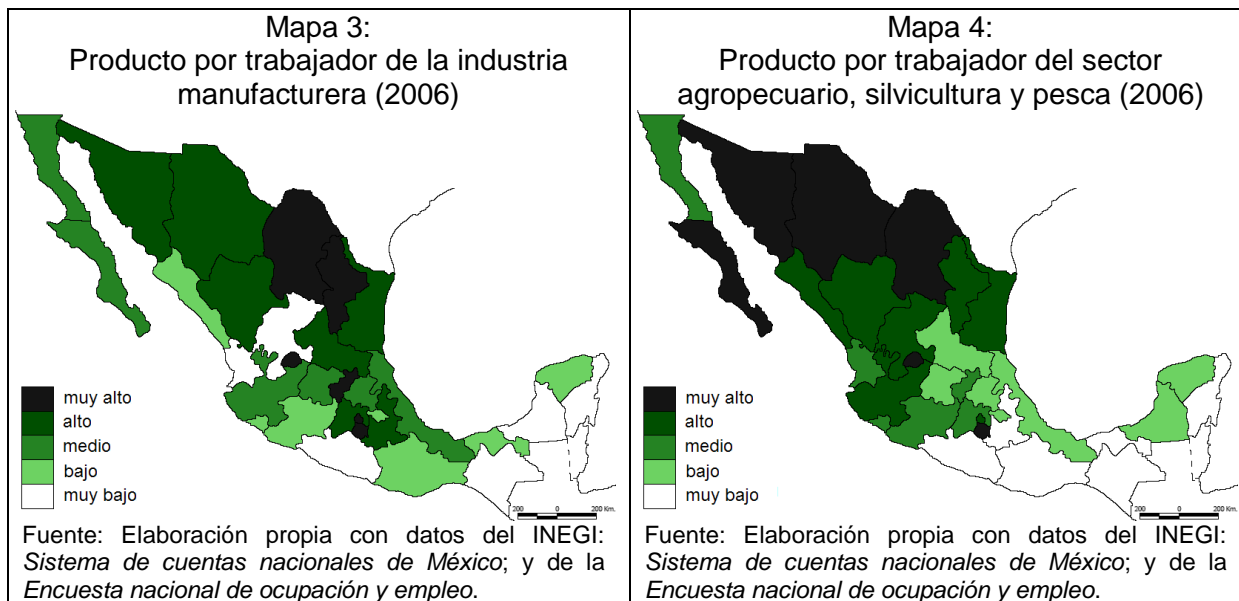 Mapa 3:
Producto por trabajador de la industria
manufacturera (2006)
muy alto
alto
medio
bajo
muy bajo
200 0 200 Km.
Fuente: Elaboración propia con datos del INEGI:
Sistema de cuentas nacionales de México; y de la
Encuesta nacional de ocupación y empleo.
Mapa 4:
Producto por trabajador del sector
agropecuario, silvicultura y pesca (2006)
muy alto
alto
medio
bajo
muy bajo
200 0 200 Km.
Fuente: Elaboración propia con datos del INEGI:
Sistema de cuentas nacionales de México; y de la
Encuesta nacional de ocupación y empleo.